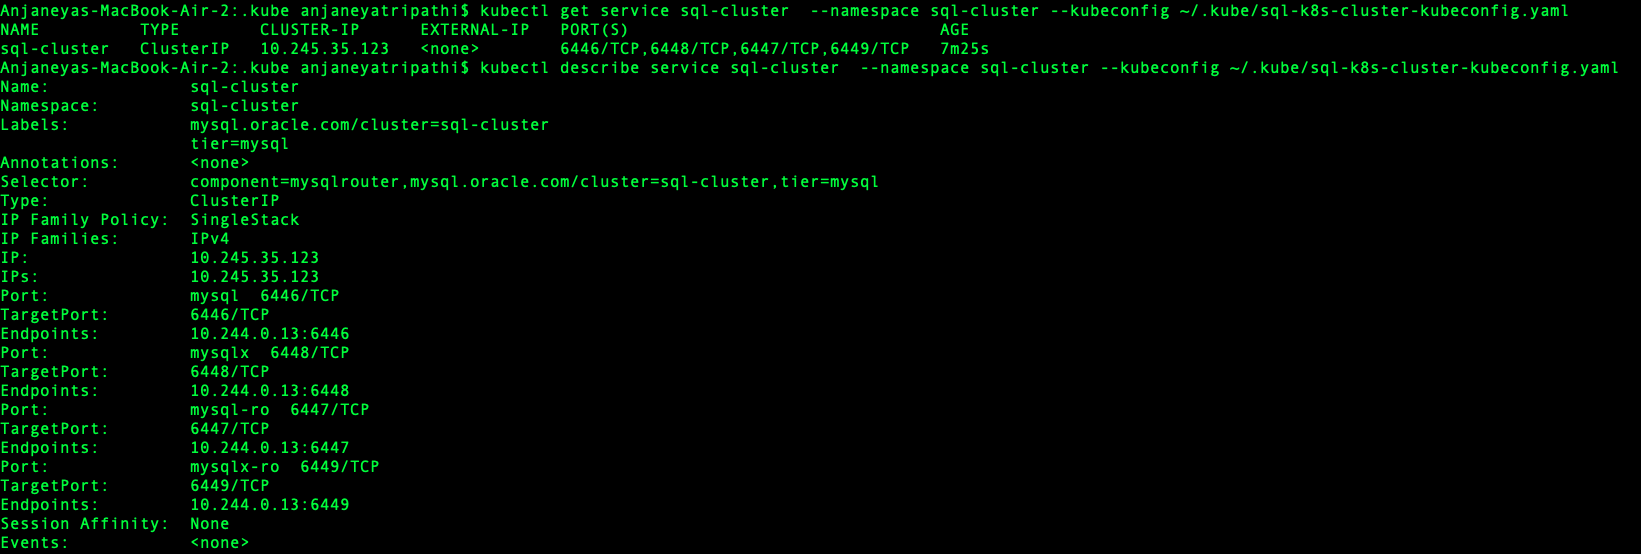 Anjaneyas-MacBook-Air-2:.kube anjaneyatripathi$ kubectl get service sql-cluster  --namespace sql-cluster --kubeconfig ~/.kube/sql-k8s-cluster-kubeconfig.yaml
NAME          TYPE        CLUSTER-IP      EXTERNAL-IP   PORT(S)                               AGE
sql-cluster   ClusterIP   10.245.35.123   <none>        6446/TCP,6448/TCP,6447/TCP,6449/TCP   7m25s
Anjaneyas-MacBook-Air-2:.kube anjaneyatripathi$ kubectl describe service sql-cluster  --namespace sql-cluster --kubeconfig ~/.kube/sql-k8s-cluster-kubeconfig.yaml
Name:              sql-cluster
Namespace:         sql-cluster
Labels:            mysql.oracle.com/cluster=sql-cluster
                   tier=mysql
Annotations:       <none>
Selector:          component=mysqlrouter,mysql.oracle.com/cluster=sql-cluster,tier=mysql
Type:              ClusterIP
IP Family Policy:  SingleStack
IP Families:       IPv4
IP:                10.245.35.123
IPs:               10.245.35.123
Port:              mysql  6446/TCP
TargetPort:        6446/TCP
Endpoints:         10.244.0.13:6446
Port:              mysqlx  6448/TCP
TargetPort:        6448/TCP
Endpoints:         10.244.0.13:6448
Port:              mysql-ro  6447/TCP
TargetPort:        6447/TCP
Endpoints:         10.244.0.13:6447
Port:              mysqlx-ro  6449/TCP
TargetPort:        6449/TCP
Endpoints:         10.244.0.13:6449
Session Affinity:  None
Events:            <none>